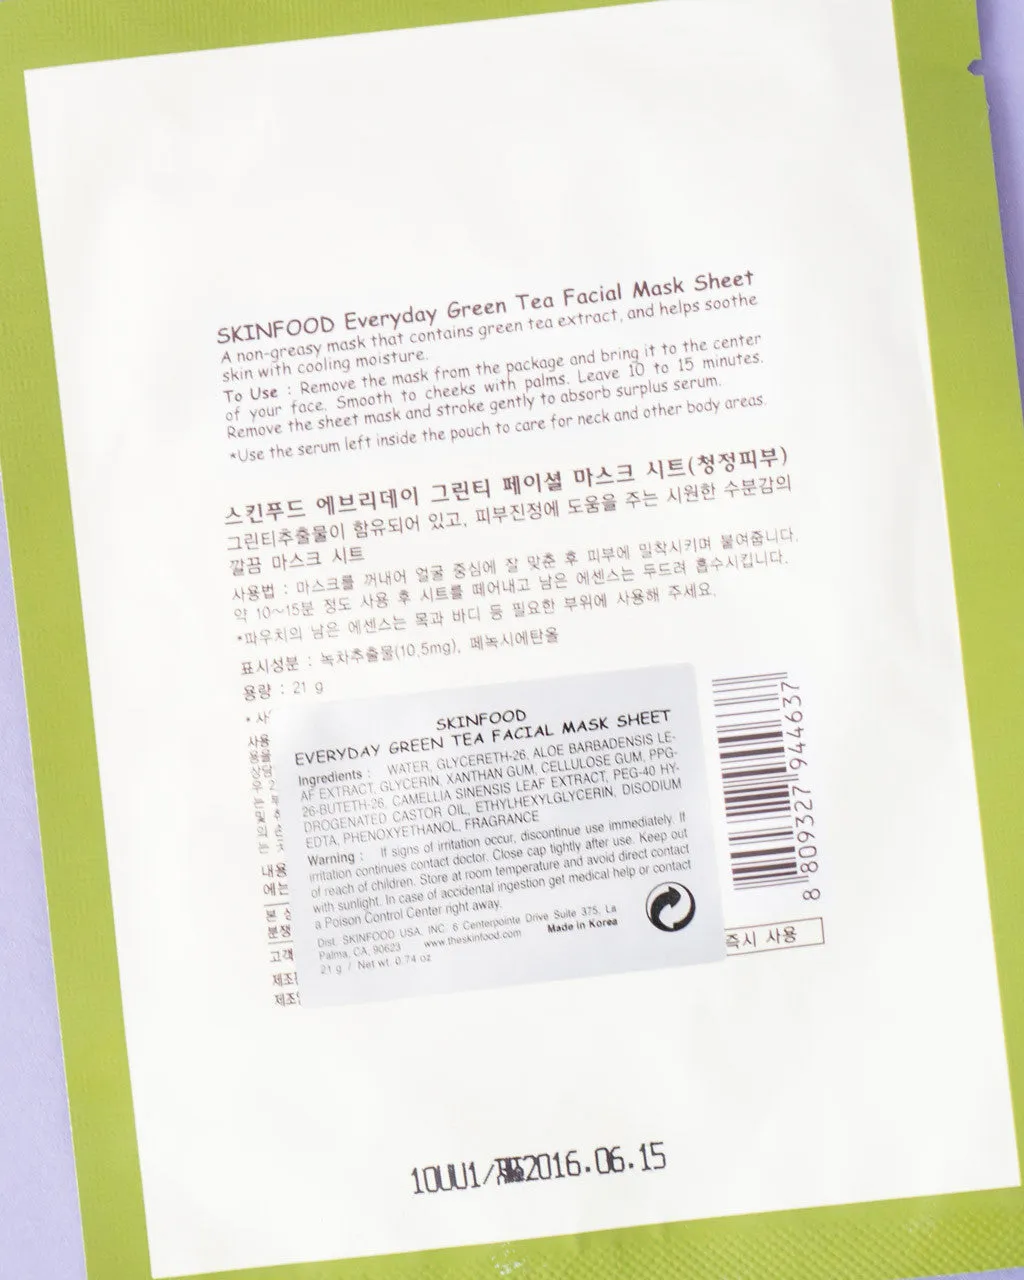 SKINFOOD Everyday Green Tea Facial Mask Sheet
A non-greasy mask that contains green tea extract, and helps soothe
skin with cooling moisture.
To Use : Remove the mask from the package and bring it to the center
of your face. Smooth to cheeks with palms. Leave 10 to 15 minutes.
Remove the sheet mask and stroke gently to absorb surplus serum.
*Use the serum left inside the pouch to care for neck and other body areas.
스킨푸드 에브리데이 그린티 페이셜 마스크 시트(청정피부)
그린티추출물이 함유되어 있고, 피부진정에 도움을 주는 시원한 수분감의
깔끔 마스크 시트
사용법 : 마스크를 꺼내어 얼굴 중심에 잘 맞춘 후 피부에 밀착시키며 붙여줍니다.
약 10~15분 정도 사용 후 시트를 떼어내고 남은 에센스는 두드려 흡수시킵니다.
*파우치의 남은 에센스는 목과 바디 등 필요한 부위에 사용해 주세요.
표시성분 : 녹차추출물(10.5mg), 페녹시에탄올
용량 : 21 g
SKINFOOD
EVERYDAY GREEN TEA FACIAL MASK SHEET
Ingredients : WATER, GLYCERETH-26, ALOE BARBADENSIS LE-
AF EXTRACT, GLYCERIN, XANTHAN GUM, CELLULOSE GUM, PPG-
26-BUTETH-26, CAMELLIA SINENSIS LEAF EXTRACT, PEG-40 HY-
DROGENATED CASTOR OIL, ETHYLHEXYLGLYCERIN, DISODIUM
EDTA, PHENOXYETHANOL, FRAGRANCE
Warning : If signs of irritation occur, discontinue use immediately. If
irritation continues contact doctor. Close cap tightly after use. Keep out
of reach of children. Store at room temperature and avoid direct contact
with sunlight. In case of accidental ingestion get medical help or contact
a Poison Control Center right away.
Dist. SKINFOOD USA, INC 6 Centerpointe Drive Suite 375, La
Palma, CA, 90623 www.theskinfood.com Made in Korea
21 g / Net wt. 0.74 oz
8 809327 944637
내용
에는
본
분쟁
고객
제조
제조
즉시 사용
2016.06.15